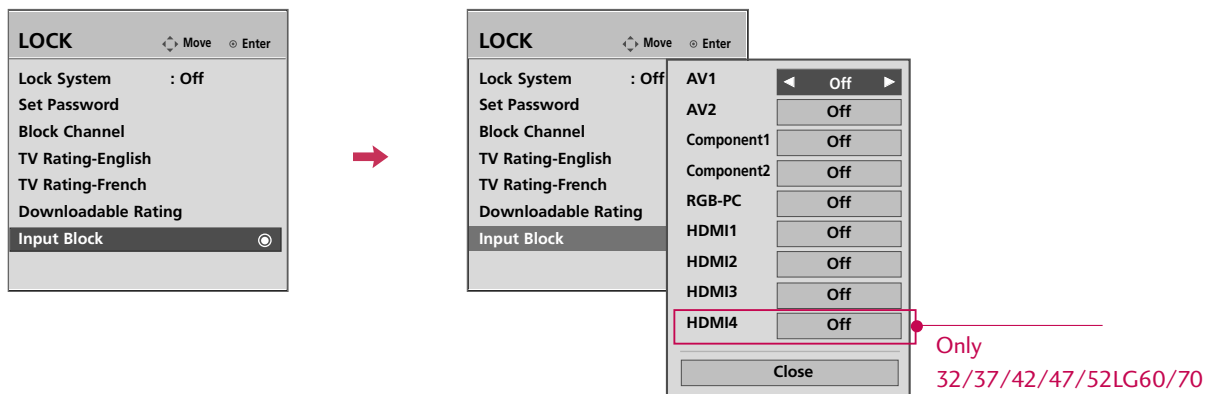 LOCK Move Enter
Lock System : Off
Set Password
Block Channel
TV Rating-English
TV Rating-French
Downloadable Rating
Input Block
LOCK Move Enter
Lock System : Off
Set Password
Block Channel
TV Rating-English
TV Rating-French
Downloadable Rating
Input Block
AV1 Off
AV2 Off
Component1 Off
Component2 Off
RGB-PC Off
HDMI1 Off
HDMI2 Off
HDMI3 Off
HDMI4 Off
Close
Only
32/37/42/47/52LG60/70